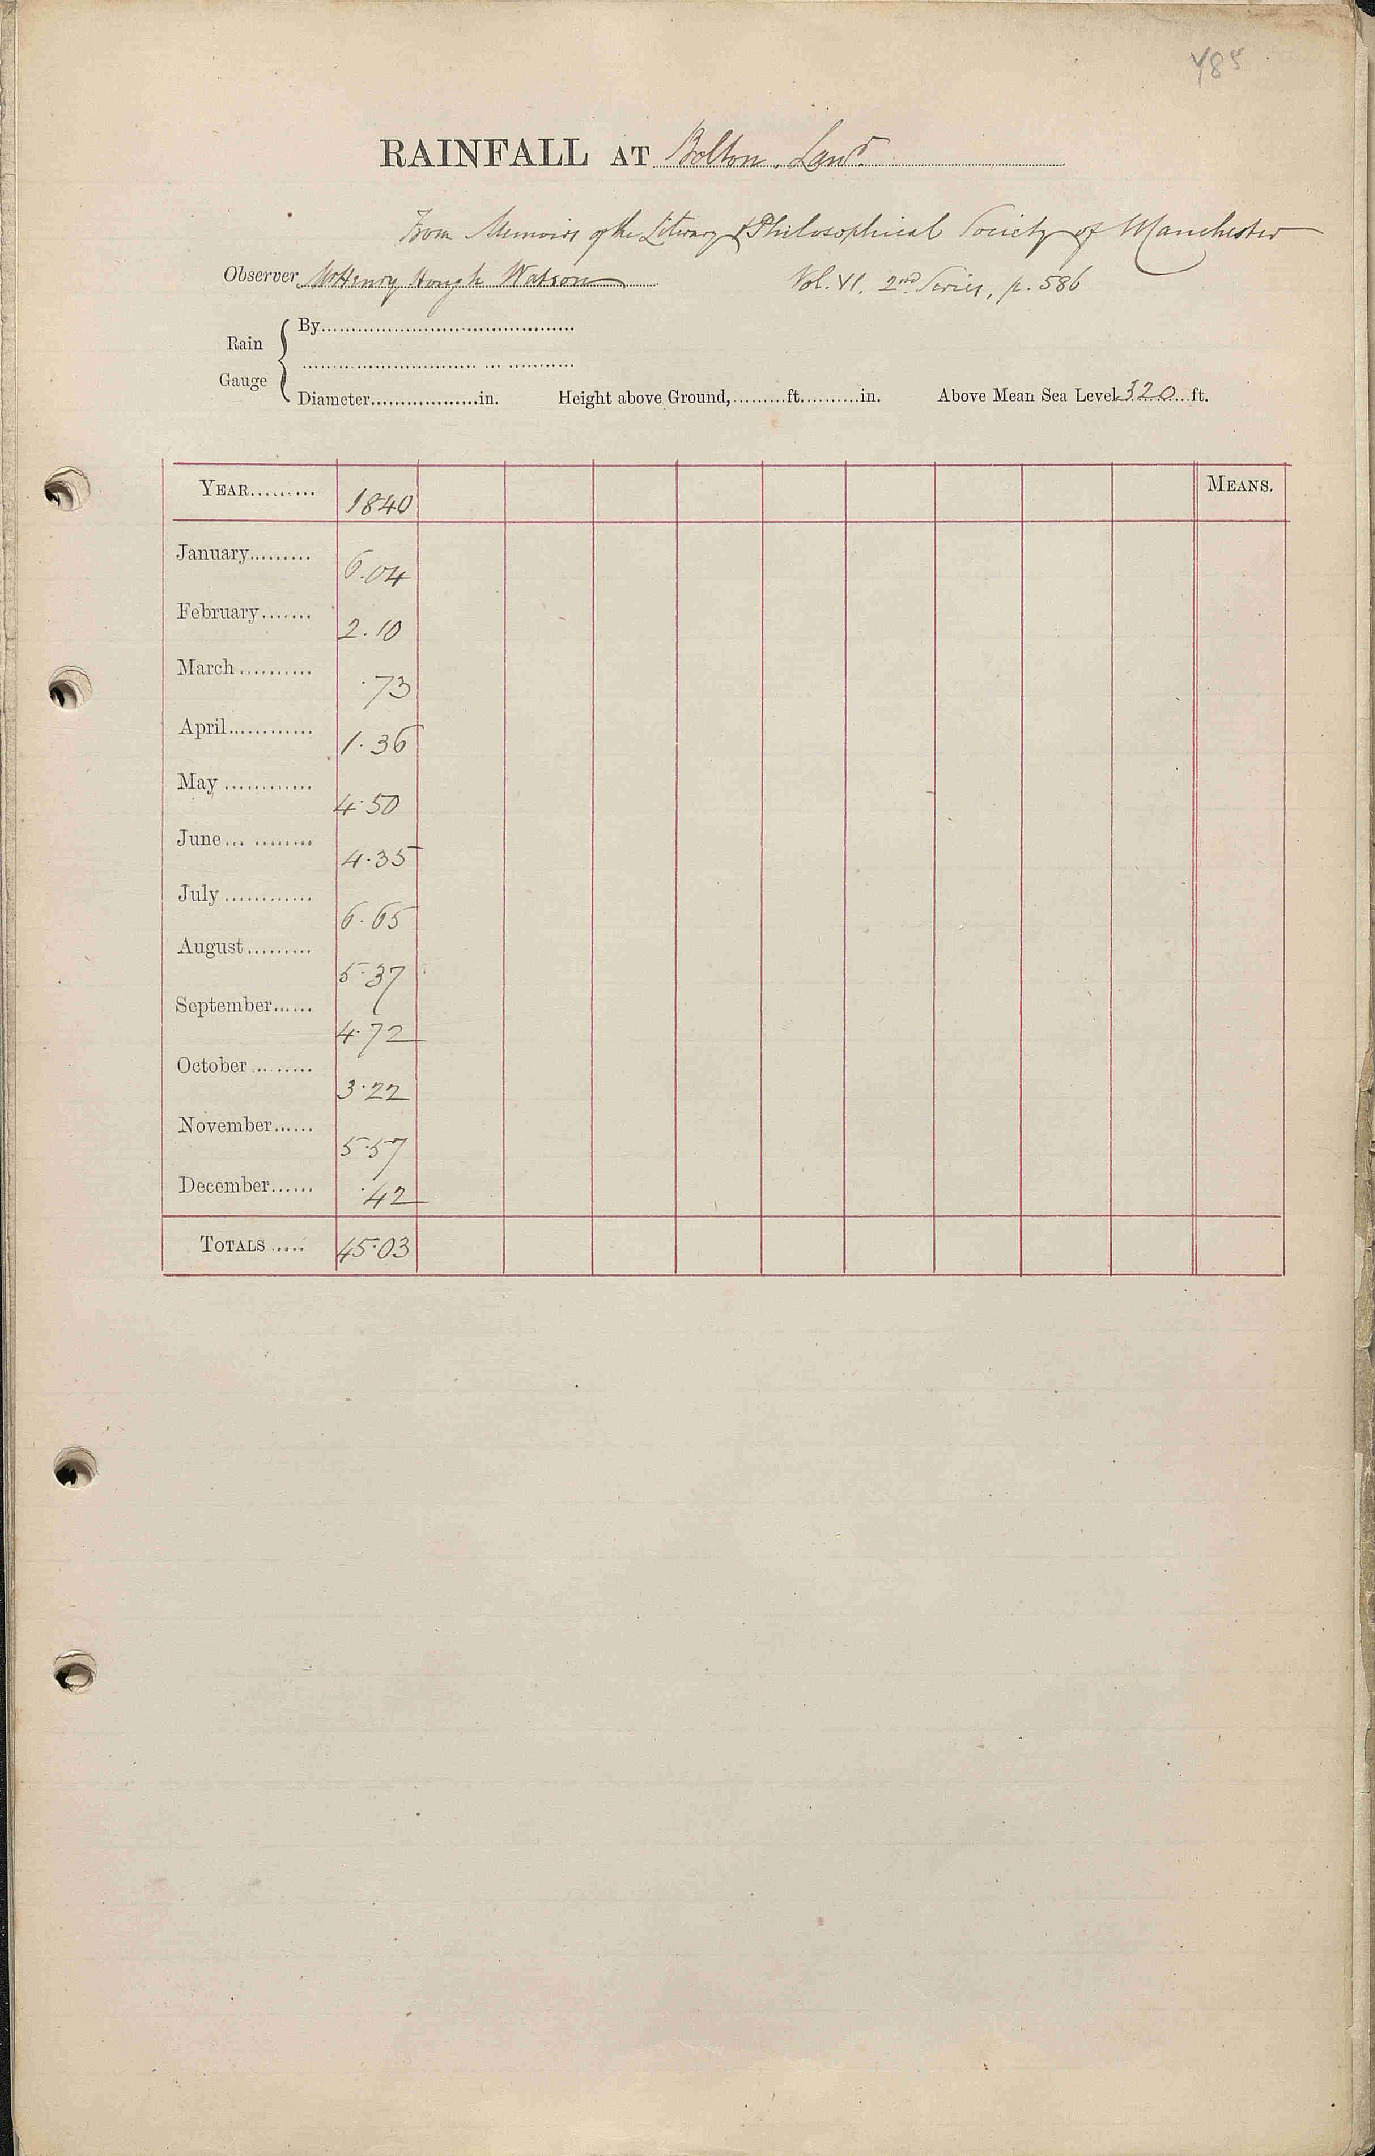 485
RAINFALL AT Bolton, Lancs.
From Memoirs of the Literary & Philosophical Society of Manchester
Observer Mr Henry Hough Watson Vol. VI. 2nd Series, p. 586
Rain Gauge { By........................................
........................................
Diameter..................in. Height above Ground,.........ft..........in. Above Mean Sea Level 320 ft.
YEAR......... 1840 MEANS.
January......... 6.04
February....... 2.10
March.......... .73
April............ 1.36
May............ 4.50
June... ........ 4.35
July............ 6.65
August......... 5.37
September...... 4.72
October......... 3.22
November...... 5.57
December...... .42
TOTALS..... 45.03